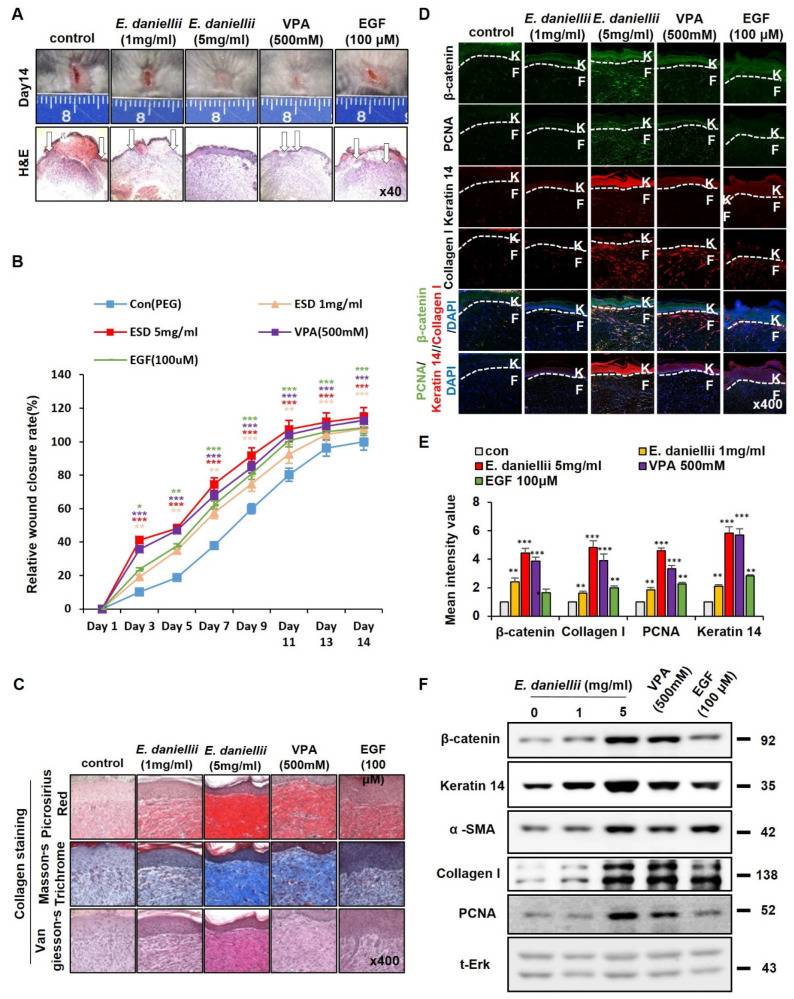 A
control
E. daniellii
(1mg/ml)
E. daniellii
(5mg/ml)
VPA
(500mM)
EGF
(100 µM)
Day14
8
8
8
8
8
H&E
x40
B
Con(PEG)
ESD 1mg/ml
ESD 5mg/ml
VPA(500mM)
EGF(100uM)
Relative wound closure rate(%)
140
120
100
80
60
40
20
0
*
***
***
**
**
***
***
**
***
***
***
**
***
***
***
***
***
***
***
**
***
***
***
***
***
***
***
***
Day 1
Day 3
Day 5
Day 7
Day 9
Day
11
Day
13
Day
14
C
control
E. daniellii
(1mg/ml)
E. daniellii
(5mg/ml)
VPA
(500mM)
EGF
(100
µM)
Collagen staining
Picrosirius
Red
Masson-s
Trichrome
Van
giesson-s
x400
D
control
E. daniellii
(1mg/ml)
E. daniellii
(5mg/ml)
VPA
(500mM)
EGF
(100 µM)
β-catenin
K
F
K
F
K
F
K
F
K
F
PCNA
K
F
K
F
K
F
K
F
K
F
Keratin 14
K
F
K
F
K
F
K
F
K
F
K
F
Collagen I
K
F
K
F
K
F
K
F
K
F
β-catenin
/DAPI
K
F
K
F
K
F
K
F
K
F
PCNA/
Keratin 14//Collagen I
DAPI
K
F
K
F
K
F
K
F
K
F
x400
E
con
E. daniellii 1mg/ml
E. daniellii 5mg/ml
VPA 500mM
EGF 100µM
Mean intensity value
8
6
4
2
0
**
***
***
**
***
***
**
**
***
***
**
**
***
***
**
β-catenin
Collagen I
PCNA
Keratin 14
F
E. daniellii (mg/ml)
0
1
5
VPA
(500mM)
EGF
(100 µM)
β-catenin
92
Keratin 14
35
α -SMA
42
Collagen I
138
PCNA
52
t-Erk
43